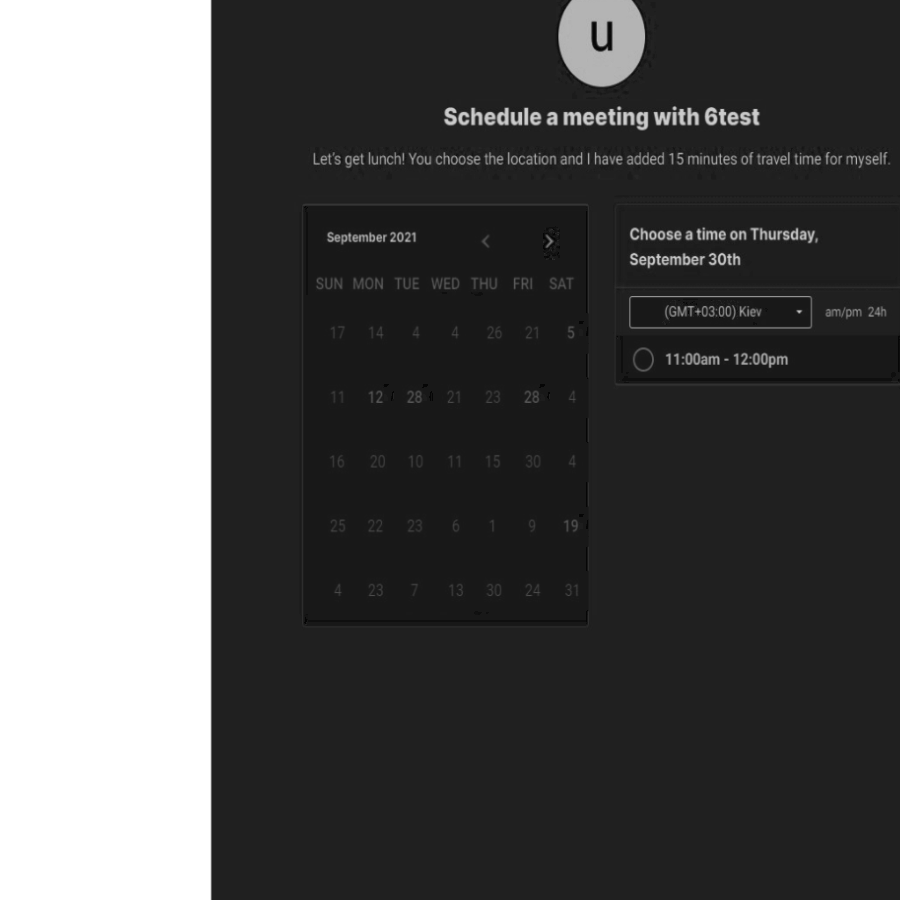 u
Schedule a meeting with 6test
Let's get lunch! You choose the location and I have added 15 minutes of travel time for myself.
September 2021
SUN MON TUE WED THU FRI SAT
17 14 4 4 26 21 5
11 12 28 21 23 28 4
16 20 10 11 15 30 4
25 22 23 6 1 9 19
4 23 7 13 30 24 31
Choose a time on Thursday,
September 30th
(GMT+03:00) Kiev am/pm 24h
11:00am - 12:00pm